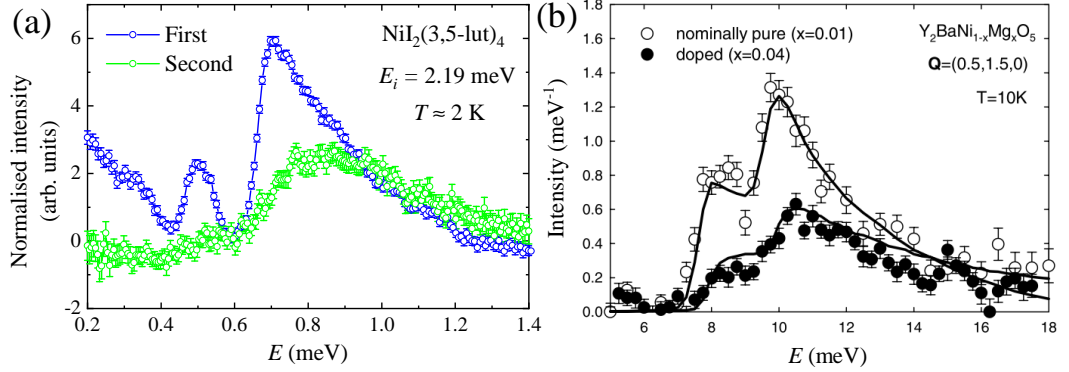 (a)
First
Second
NiI₂(3,5-lut)₄
Eᵢ = 2.19 meV
T ≈ 2 K
Normalised intensity
(arb. units)
6
4
2
0
-2
0.2 0.4 0.6 0.8 1.0 1.2 1.4
E (meV)
(b)
nominally pure (x=0.01)
doped (x=0.04)
Y₂BaNi₁₋ₓMgₓO₅
Q=(0.5,1.5,0)
T=10K
Intensity (meV⁻¹)
1.8
1.6
1.4
1.2
1.0
0.8
0.6
0.4
0.2
0.0
6 8 10 12 14 16 18
E (meV)